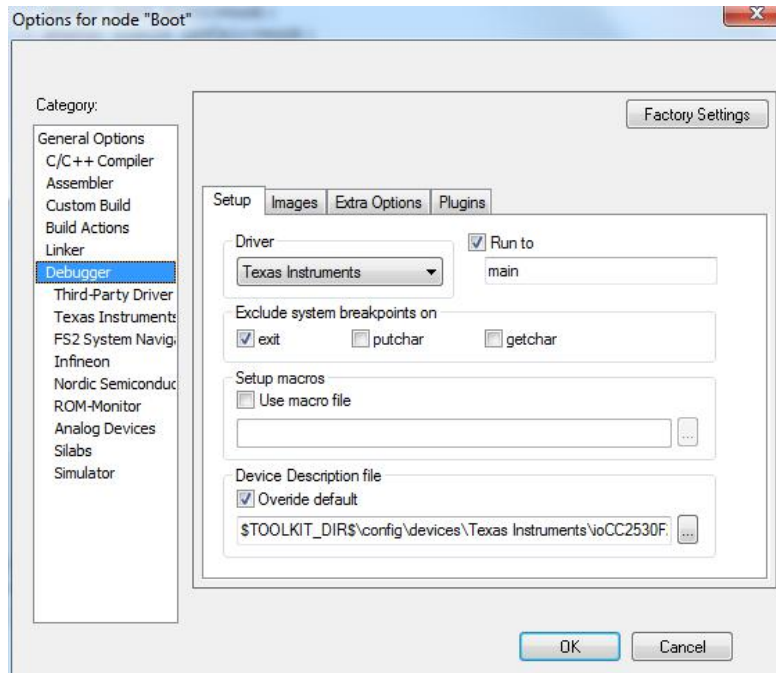 Options for node "Boot"
Category:
Factory Settings
General Options
C/C++ Compiler
Assembler
Custom Build
Build Actions
Linker
Debugger
Third-Party Driver
Texas Instruments
FS2 System Navig
Infineon
Nordic Semiconduc
ROM-Monitor
Analog Devices
Silabs
Simulator
Setup Images Extra Options Plugins
Driver
Texas Instruments
Run to
main
Exclude system breakpoints on
exit putchar getchar
Setup macros
Use macro file
...
Device Description file
Overide default
$TOOLKIT_DIR$\config\devices\Texas Instruments\ioCC2530F. ...
OK Cancel